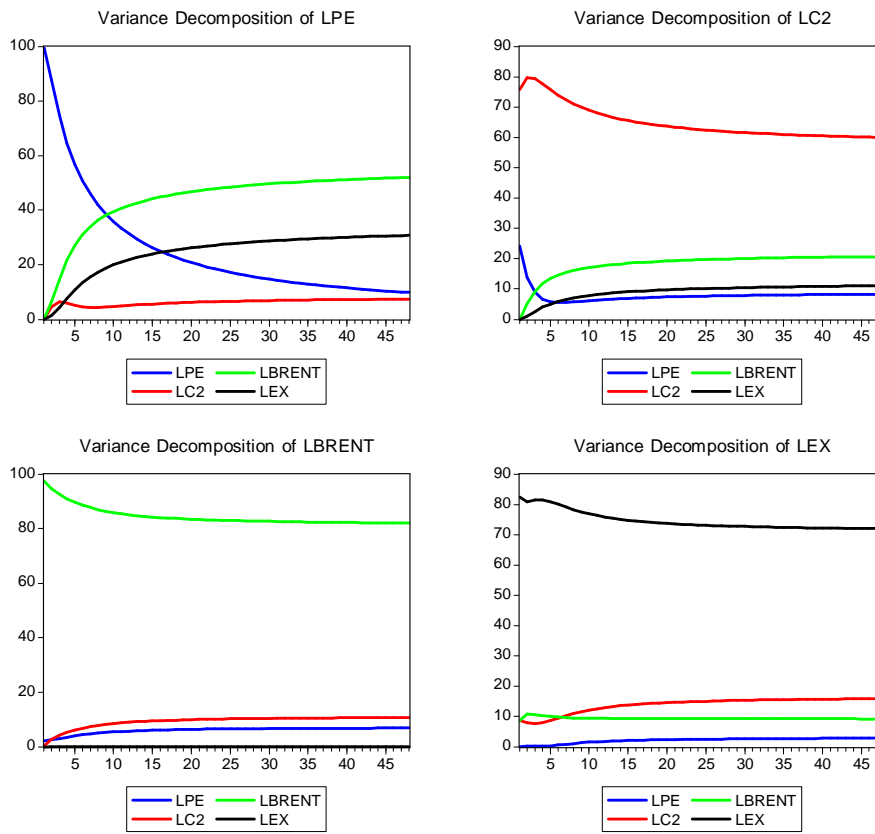 Variance Decomposition of LPE
100
80
60
40
20
0
5 10 15 20 25 30 35 40 45
LPE LBRENT
LC2 LEX
Variance Decomposition of LC2
90
80
70
60
50
40
30
20
10
0
5 10 15 20 25 30 35 40 45
LPE LBRENT
LC2 LEX
Variance Decomposition of LBRENT
100
80
60
40
20
0
5 10 15 20 25 30 35 40 45
LPE LBRENT
LC2 LEX
Variance Decomposition of LEX
90
80
70
60
50
40
30
20
10
0
5 10 15 20 25 30 35 40 45
LPE LBRENT
LC2 LEX